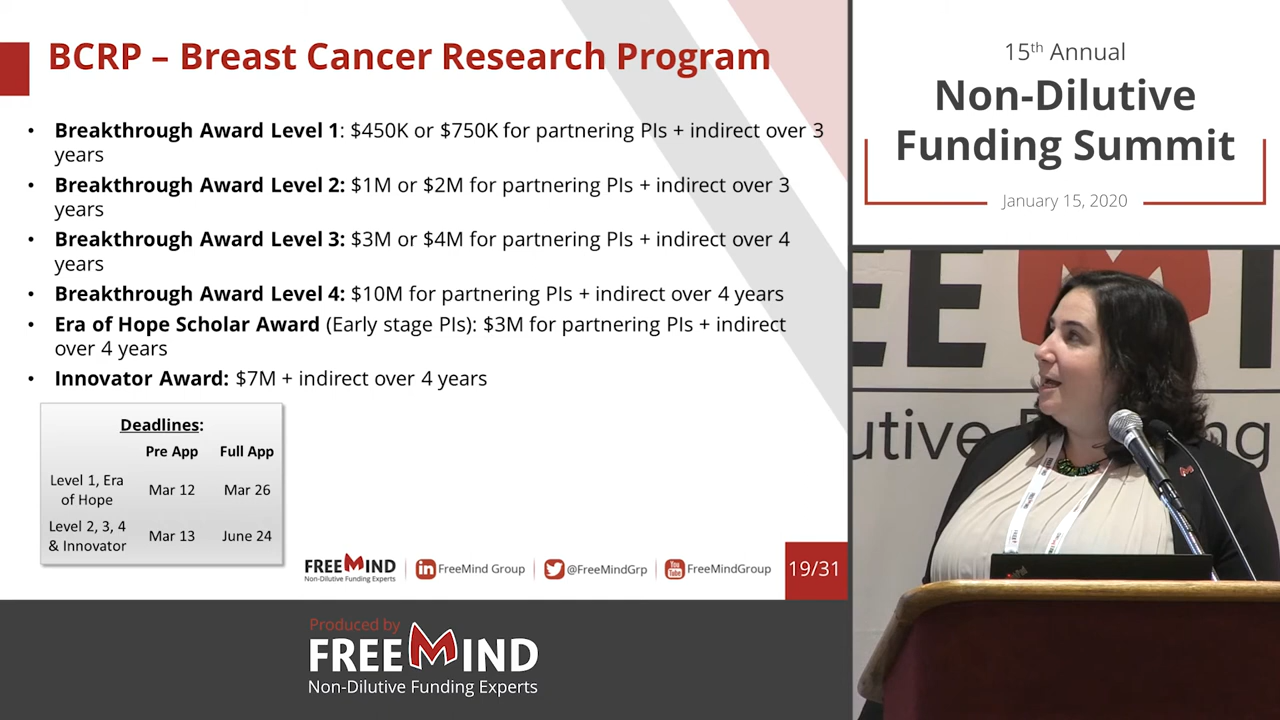 BCRP – Breast Cancer Research Program
• Breakthrough Award Level 1: $450K or $750K for partnering PIs + indirect over 3
years
• Breakthrough Award Level 2: $1M or $2M for partnering PIs + indirect over 3
years
• Breakthrough Award Level 3: $3M or $4M for partnering PIs + indirect over 4
years
• Breakthrough Award Level 4: $10M for partnering PIs + indirect over 4 years
• Era of Hope Scholar Award (Early stage PIs): $3M for partnering PIs + indirect
over 4 years
• Innovator Award: $7M + indirect over 4 years
Deadlines:
Pre App Full App
Level 1, Era
of Hope Mar 12 Mar 26
Level 2, 3, 4
& Innovator Mar 13 June 24
FREEMIND
Non-Dilutive Funding Experts
in FreeMind Group
@FreeMindGrp
You
Tube FreeMindGroup
19/31
Produced by
FREEMIND
Non-Dilutive Funding Experts
15th Annual
Non-Dilutive
Funding Summit
January 15, 2020
EE M I
utive F ng